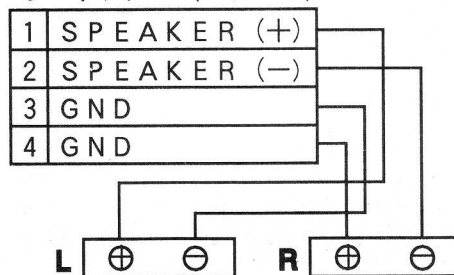 1 SPEAKER (+)
2 SPEAKER (−)
3 GND
4 GND
L ⊕ ⊖ R ⊕ ⊖